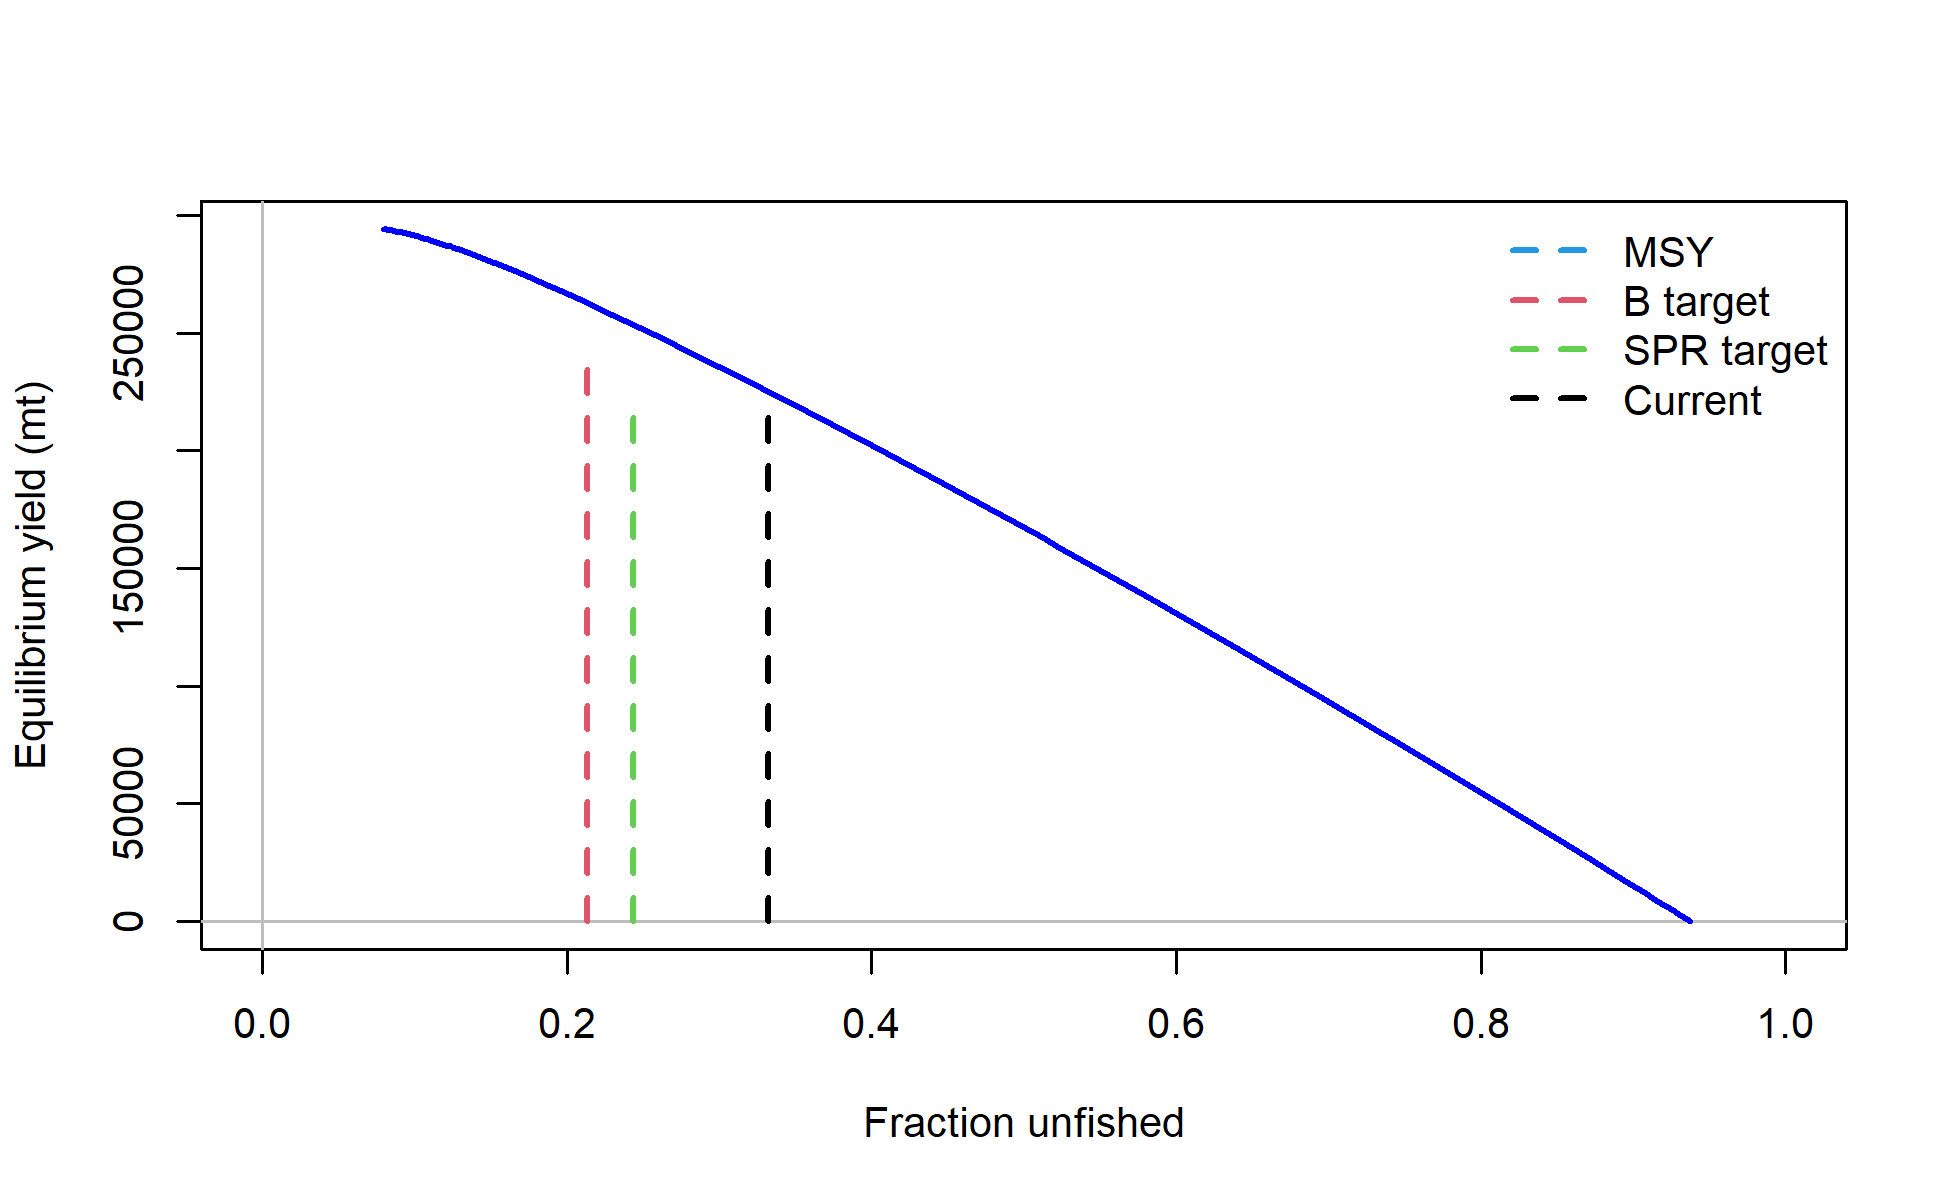 MSY
B target
SPR target
Current
Equilibrium yield (mt)
250000
150000
50000
0
0.0 0.2 0.4 0.6 0.8 1.0
Fraction unfished